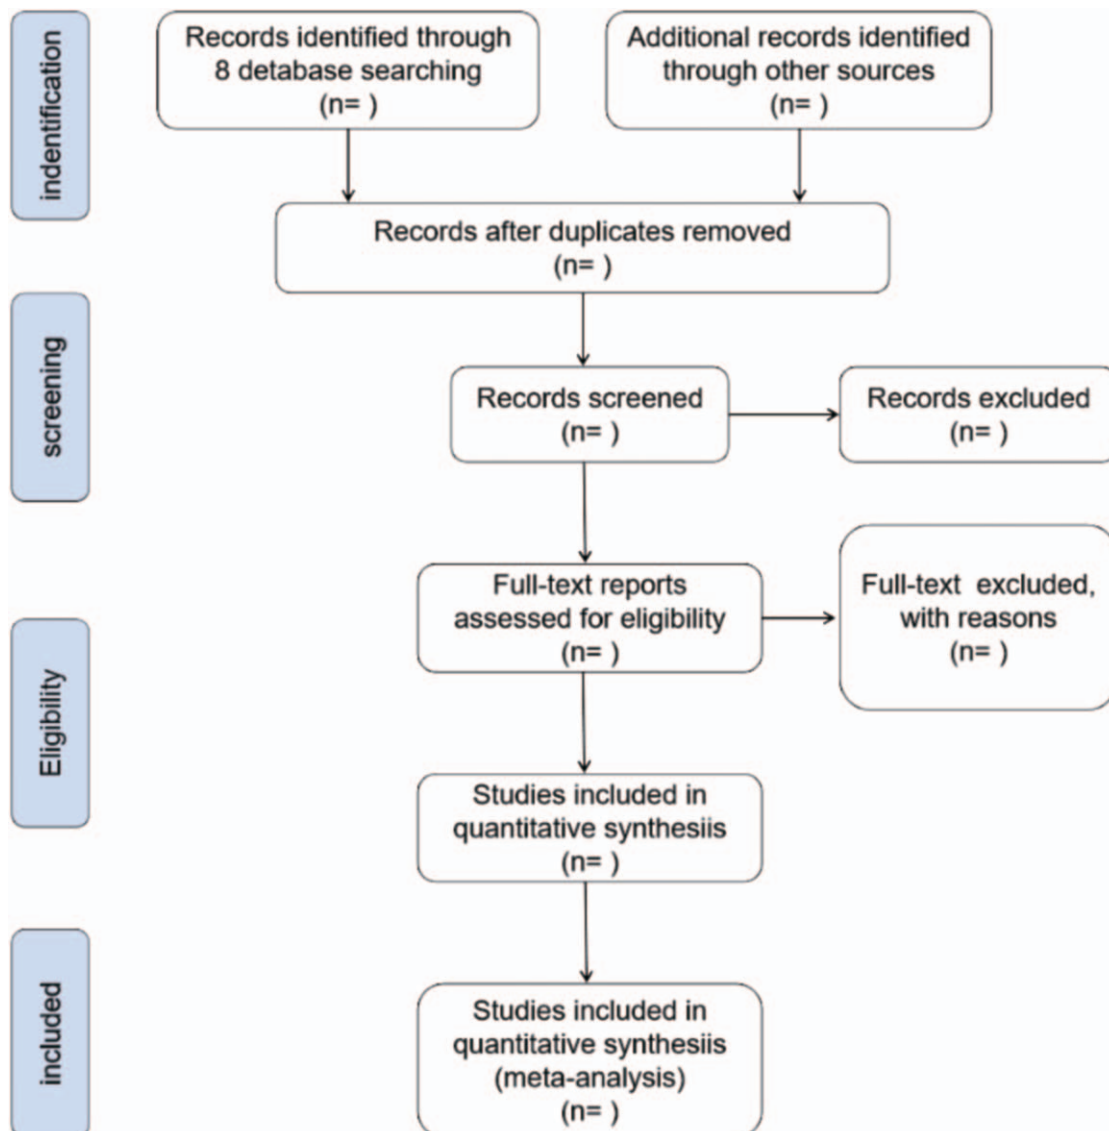 indentification
Records identified through
8 detabase searching
(n= )
Additional records identified
through other sources
(n= )
Records after duplicates removed
(n= )
screening
Records screened
(n= )
Records excluded
(n= )
Full-text reports
assessed for eligibility
(n= )
Full-text excluded,
with reasons
(n= )
Eligibility
Studies included in
quantitative synthesiis
(n= )
included
Studies included in
quantitative synthesiis
(meta-analysis)
(n= )